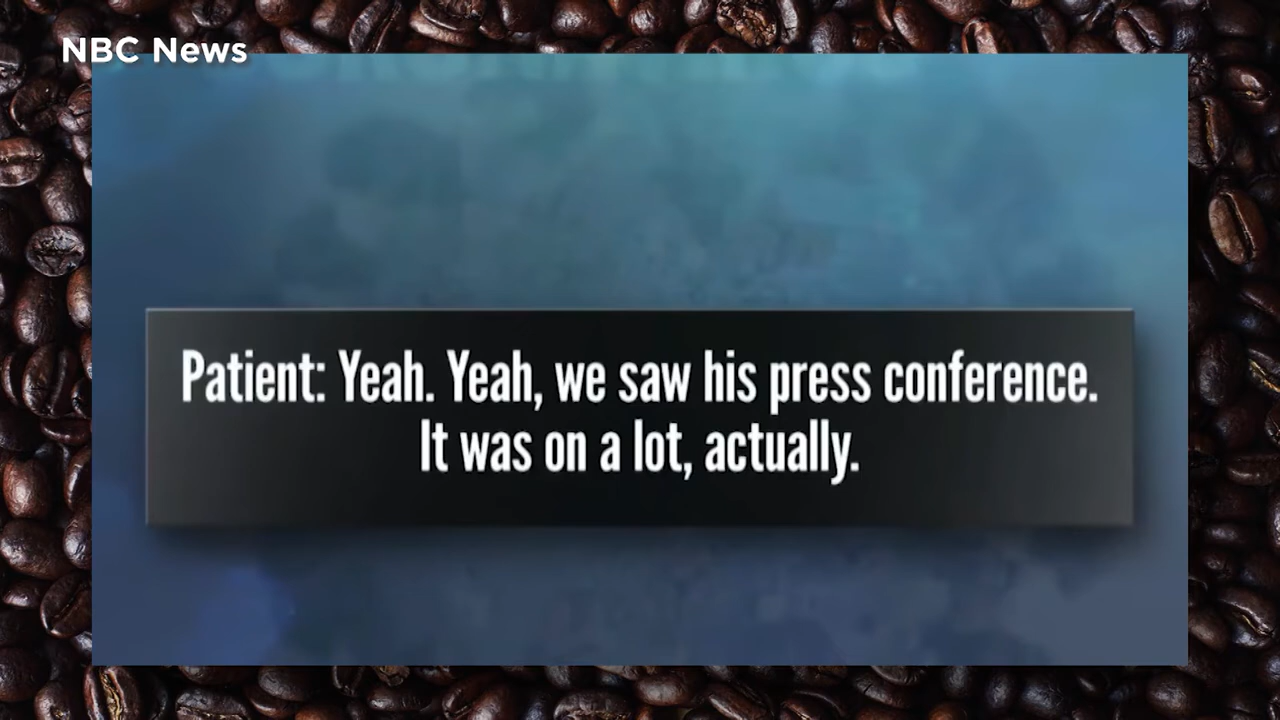 NBC News
Patient: Yeah. Yeah, we saw his press conference.
It was on a lot, actually.